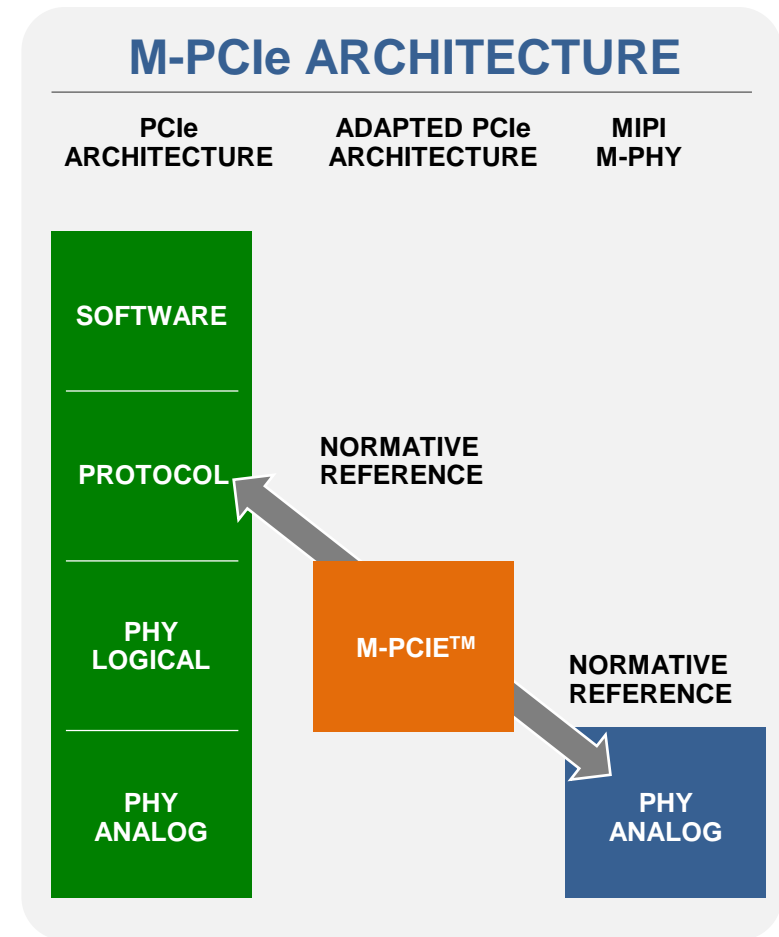 M-PCIe ARCHITECTURE
PCIe
ARCHITECTURE
ADAPTED PCIe
ARCHITECTURE
MIPI
M-PHY
SOFTWARE
PROTOCOL
NORMATIVE
REFERENCE
PHY
LOGICAL
M-PCIE™
NORMATIVE
REFERENCE
PHY
ANALOG
PHY
ANALOG